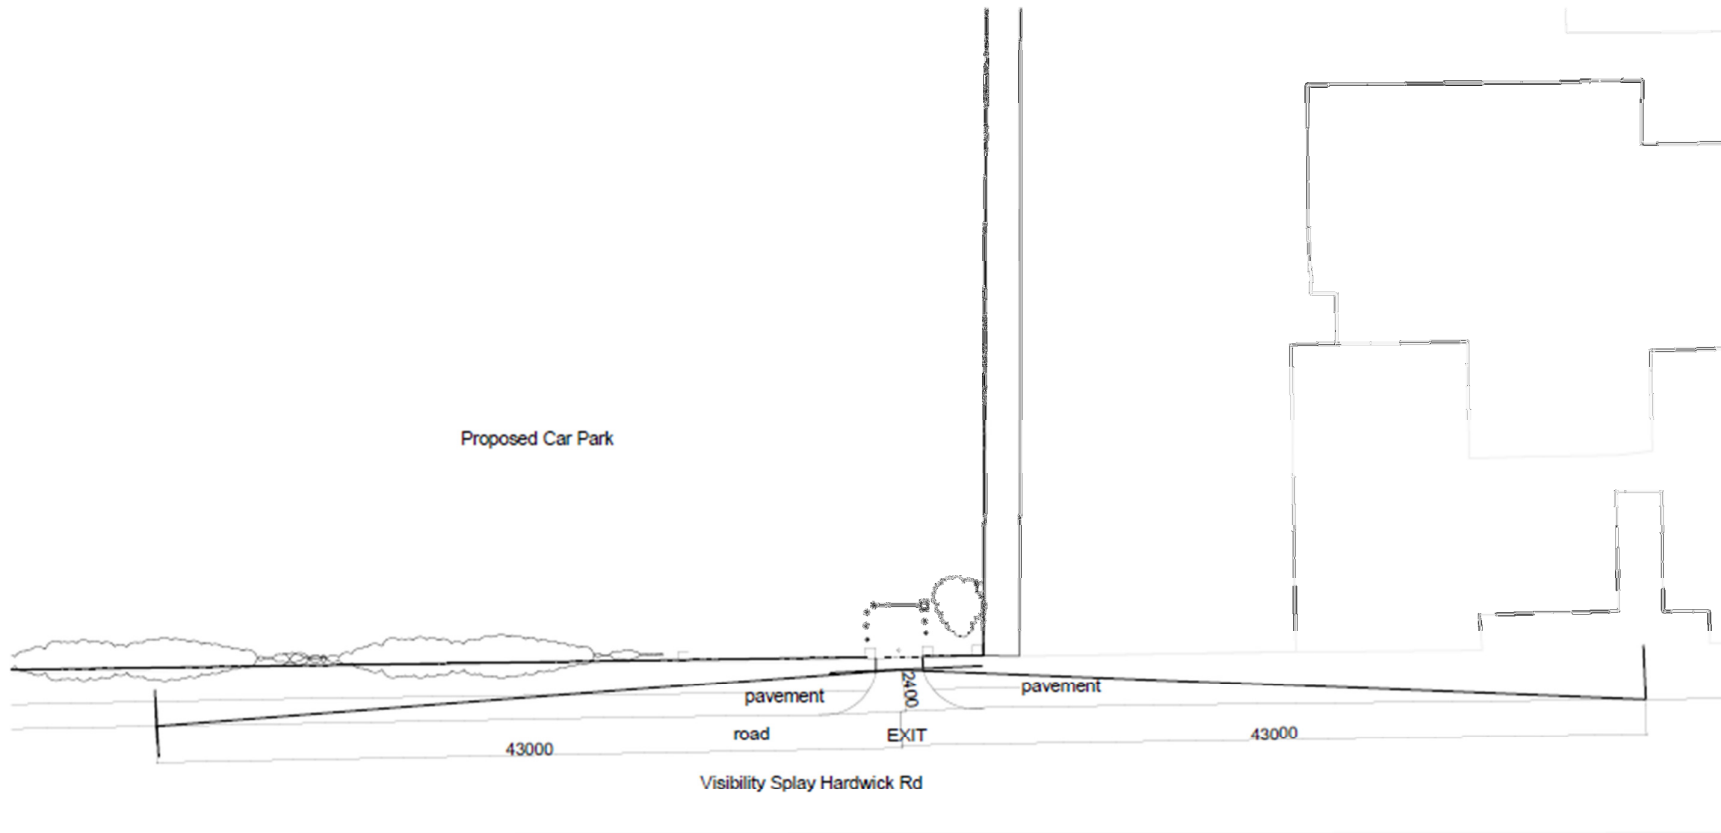 Proposed Car Park
pavement
2400
pavement
road
EXIT
43000
43000
Visibility Splay Hardwick Rd